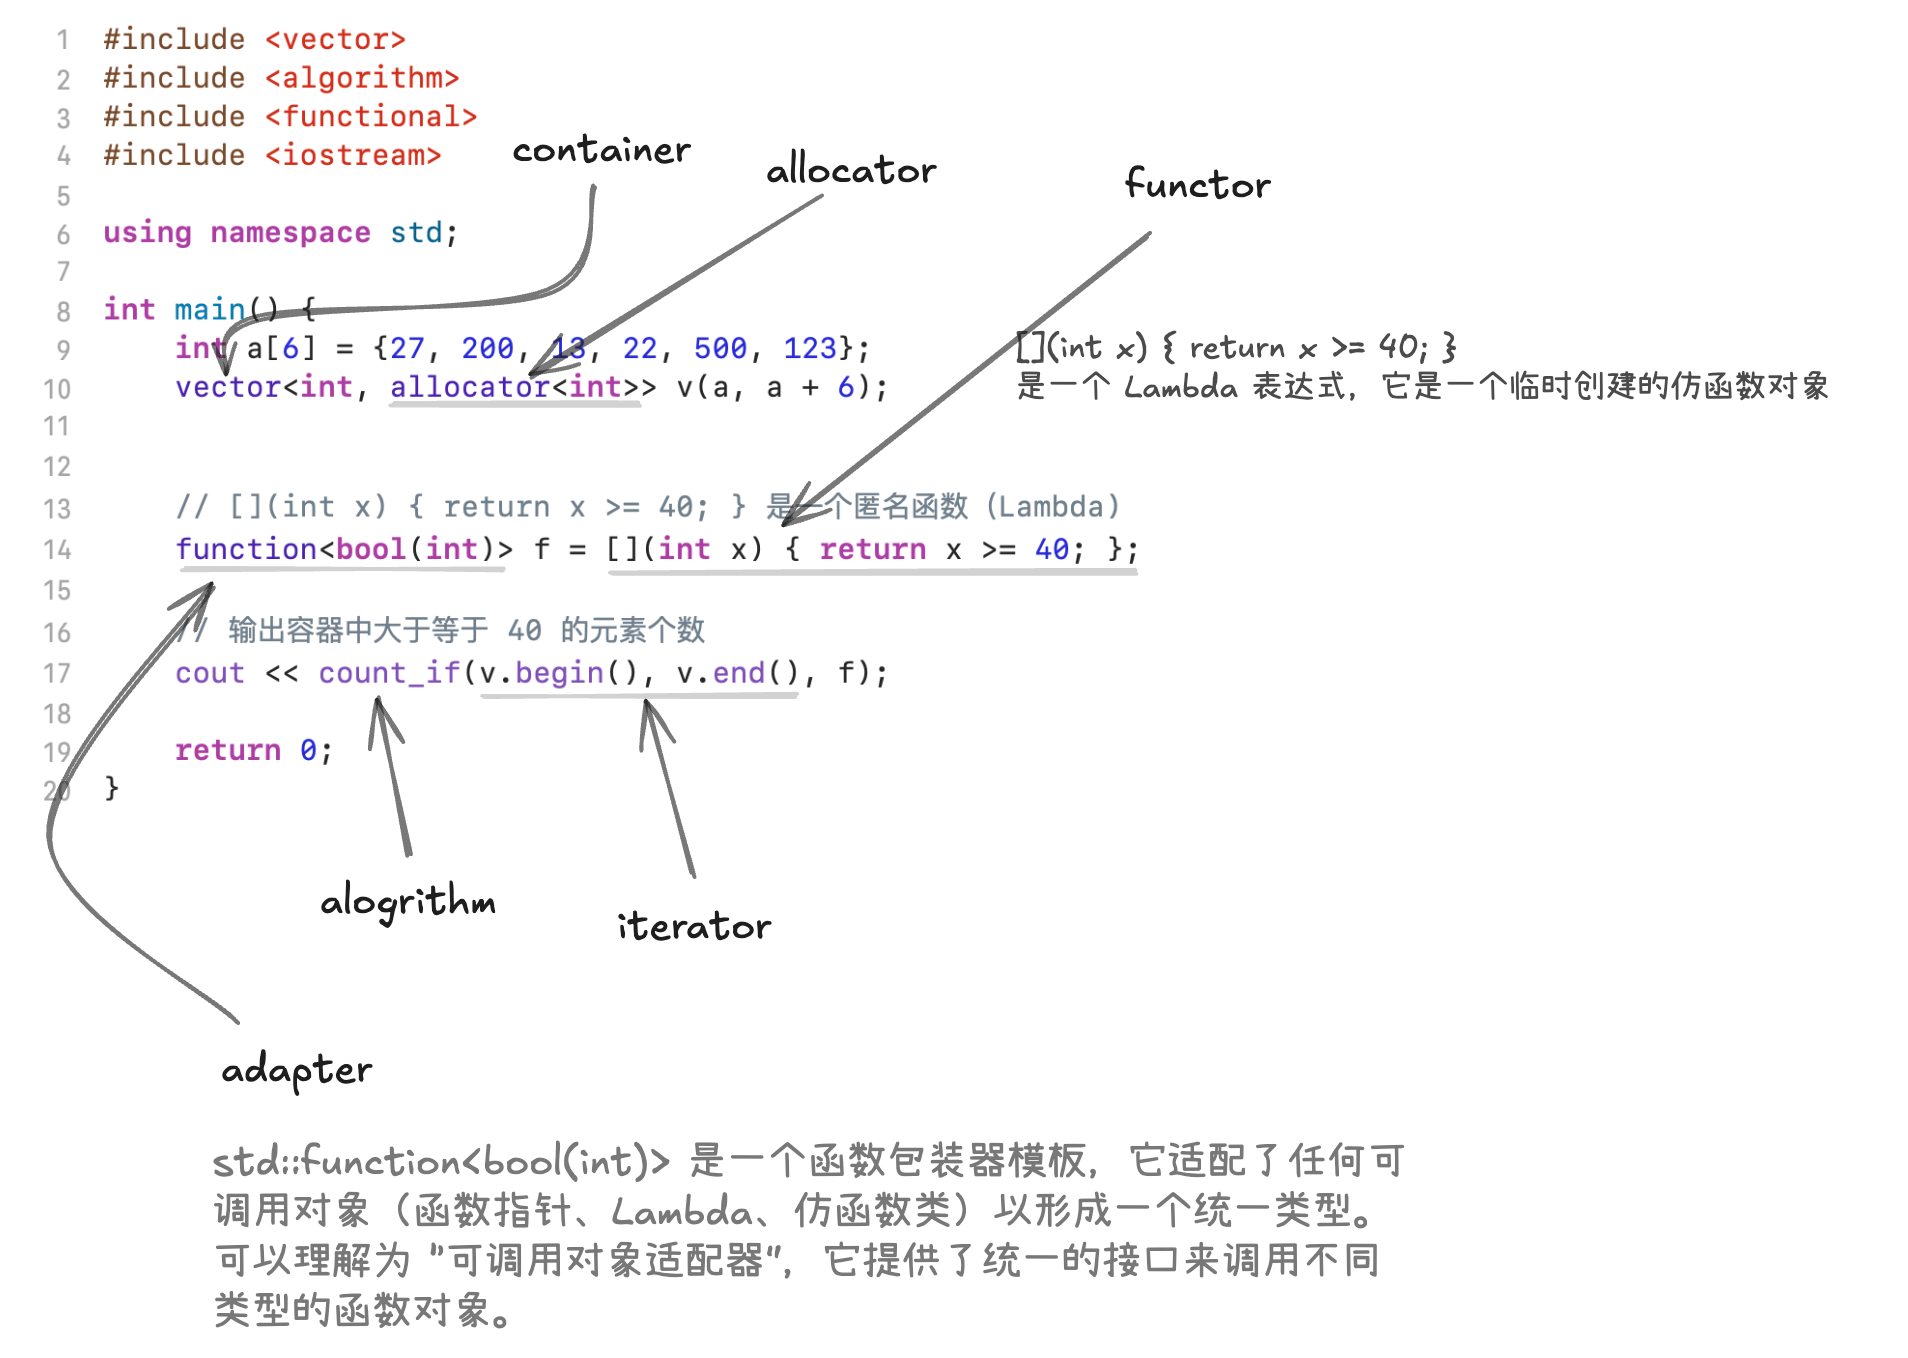 1 #include <vector>
2 #include <algorithm>
3 #include <functional>
4 #include <iostream>
container
allocator
functor
5
6 using namespace std;
7
8 int main() {
9     int a[6] = {27, 200, 13, 22, 500, 123};
[](int x) { return x >= 40; }
10     vector<int, allocator<int>> v(a, a + 6);
是一个 Lambda 表达式，它是一个临时创建的仿函数对象
11
12
13     // [](int x) { return x >= 40; } 是一个匿名函数（Lambda）
14     function<bool(int)> f = [](int x) { return x >= 40; };
15
16     // 输出容器中大于等于 40 的元素个数
17     cout << count_if(v.begin(), v.end(), f);
18
19     return 0;
20 }
alogrithm
iterator
adapter
std::function<bool(int)> 是一个函数包装器模板，它适配了任何可
调用对象（函数指针、Lambda、仿函数类）以形成一个统一类型。
可以理解为 "可调用对象适配器"，它提供了统一的接口来调用不同
类型的函数对象。